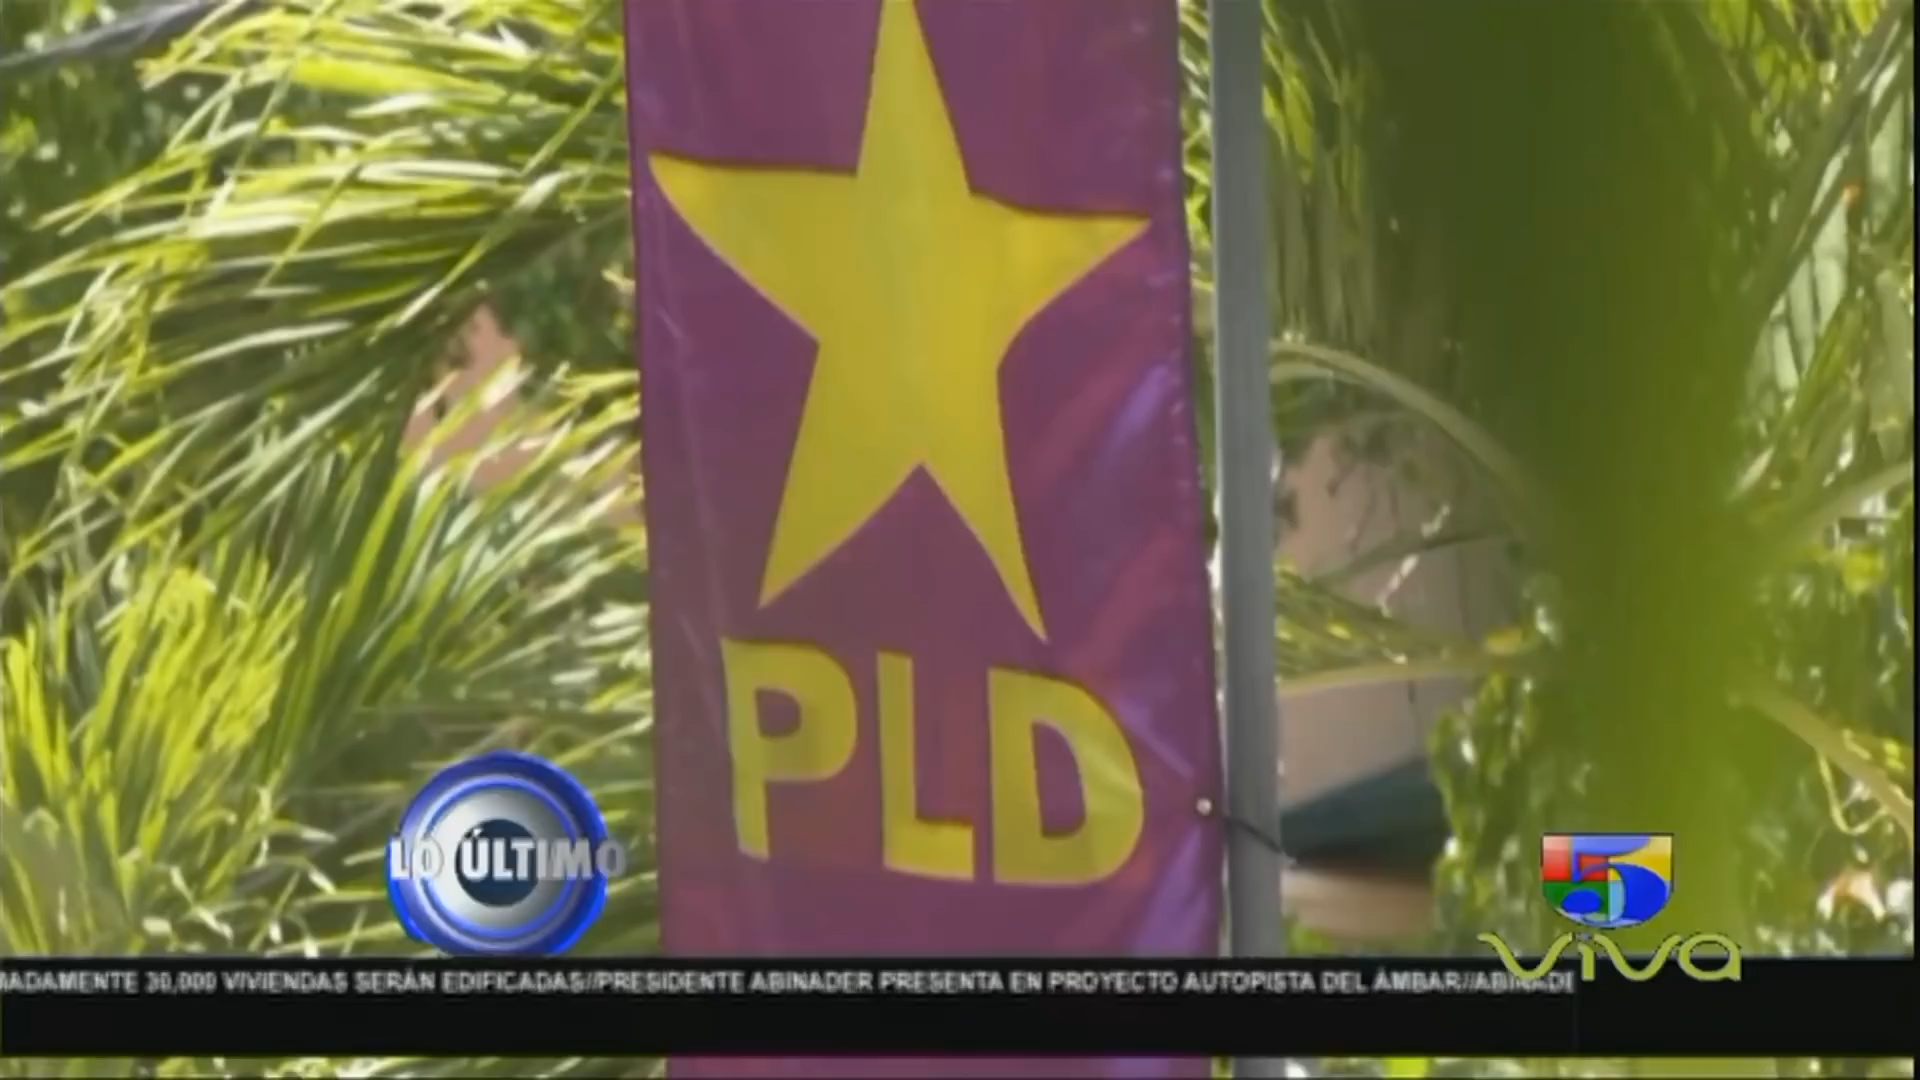 PLD
LO ÚLTIMO
5
ViVa
MADAMENTE 30,000 VIVIENDAS SERÁN EDIFICADAS//PRESIDENTE ABINADER PRESENTA EN PROYECTO AUTOPISTA DEL ÁMBAR//ABINADE